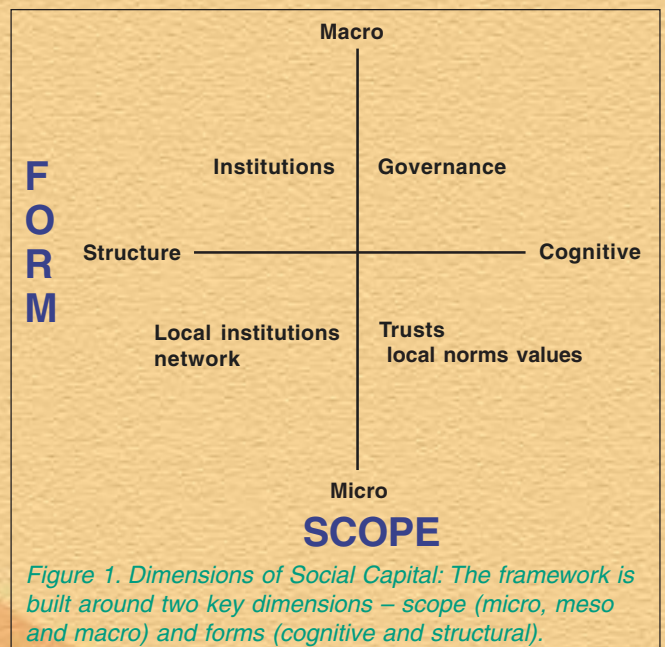 Macro
Institutions Governance
FORM
Structure Cognitive
Local institutions
network
Trusts
local norms values
Micro
SCOPE
Figure 1. Dimensions of Social Capital: The framework is
built around two key dimensions – scope (micro, meso
and macro) and forms (cognitive and structural).